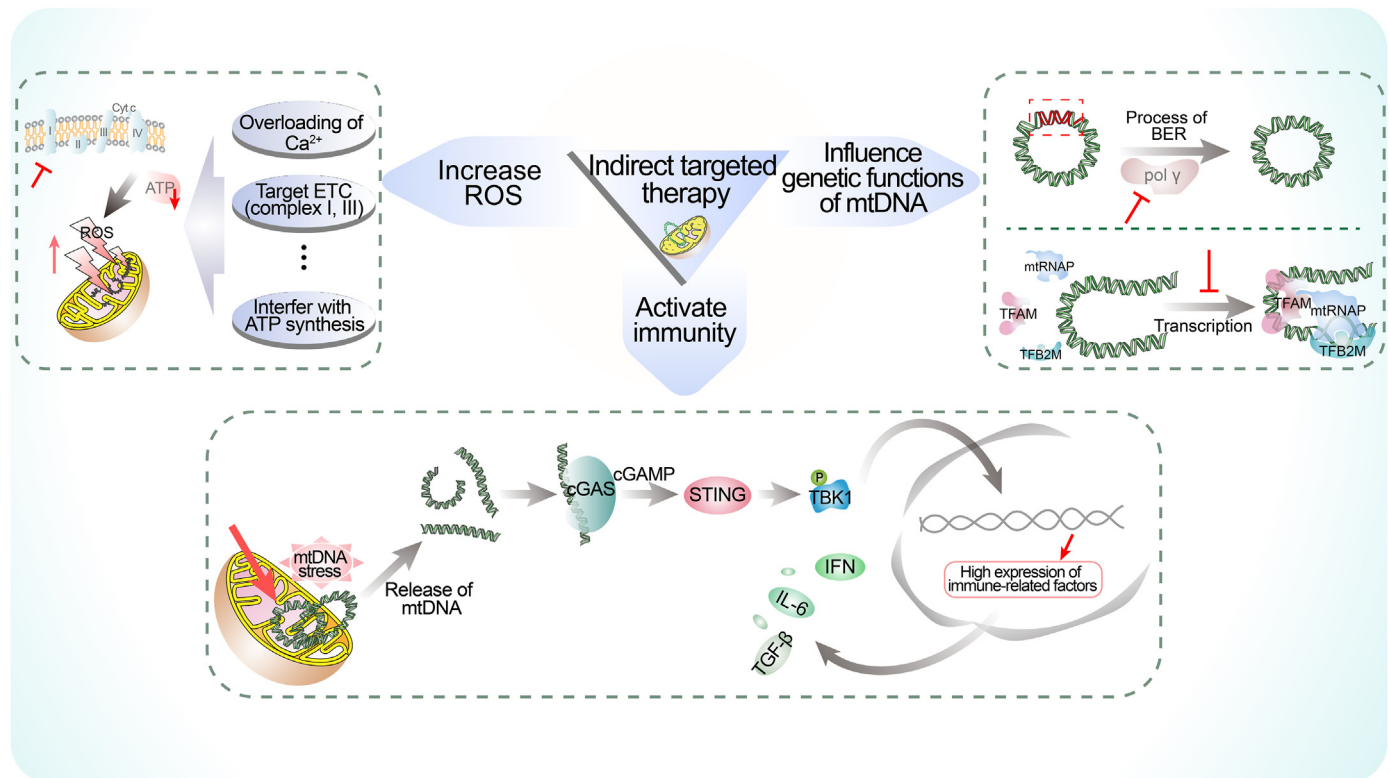 Indirect targeted
therapy
Increase
ROS
Influence
genetic functions
of mtDNA
Activate
immunity
Cyt c
I
II
III
IV
ATP
ROS
Overloading of
Ca²⁺
Target ETC
(complex I, III)
Interfer with
ATP synthesis
Process of
BER
pol γ
mtRNAP
TFAM
TFB2M
Transcription
TFAM
mtRNAP
TFB2M
mtDNA
stress
Release of
mtDNA
cGAS
cGAMP
STING
P
TBK1
High expression of
immune-related factors
IFN
IL-6
TGF-β